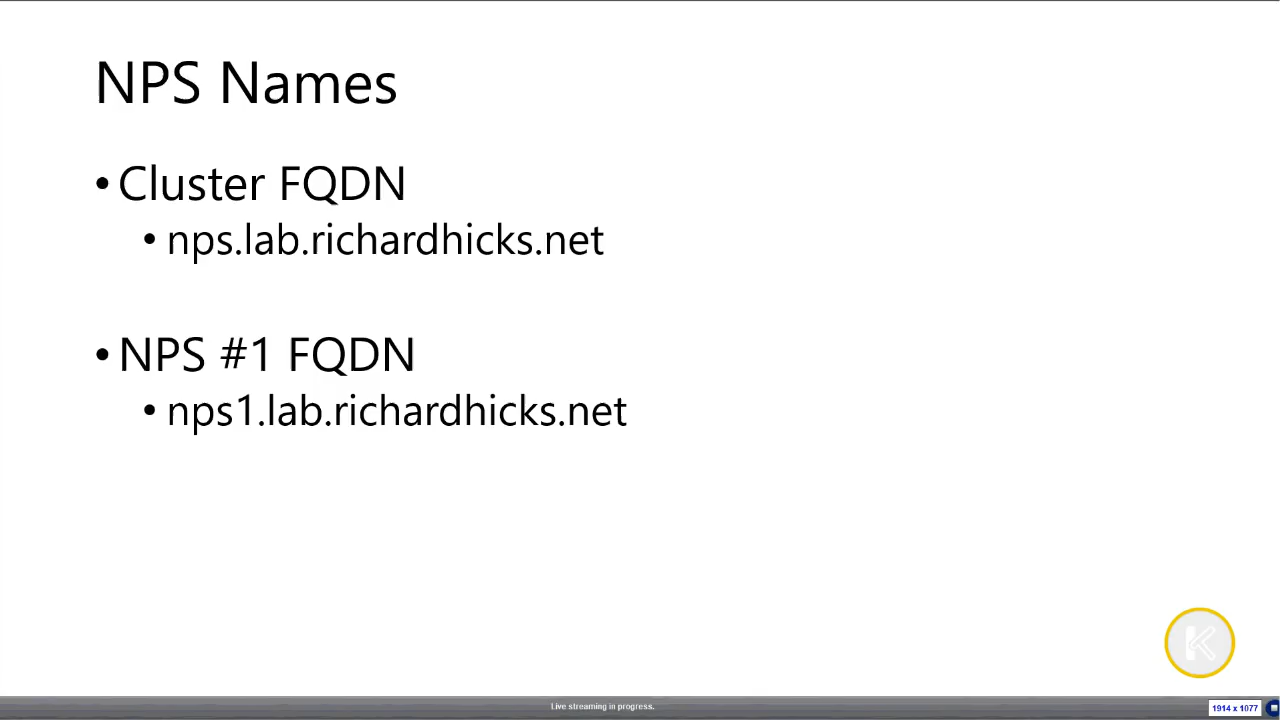 NPS Names
• Cluster FQDN
• nps.lab.richardhicks.net
• NPS #1 FQDN
• nps1.lab.richardhicks.net
K
Live streaming in progress.
1914 x 1077